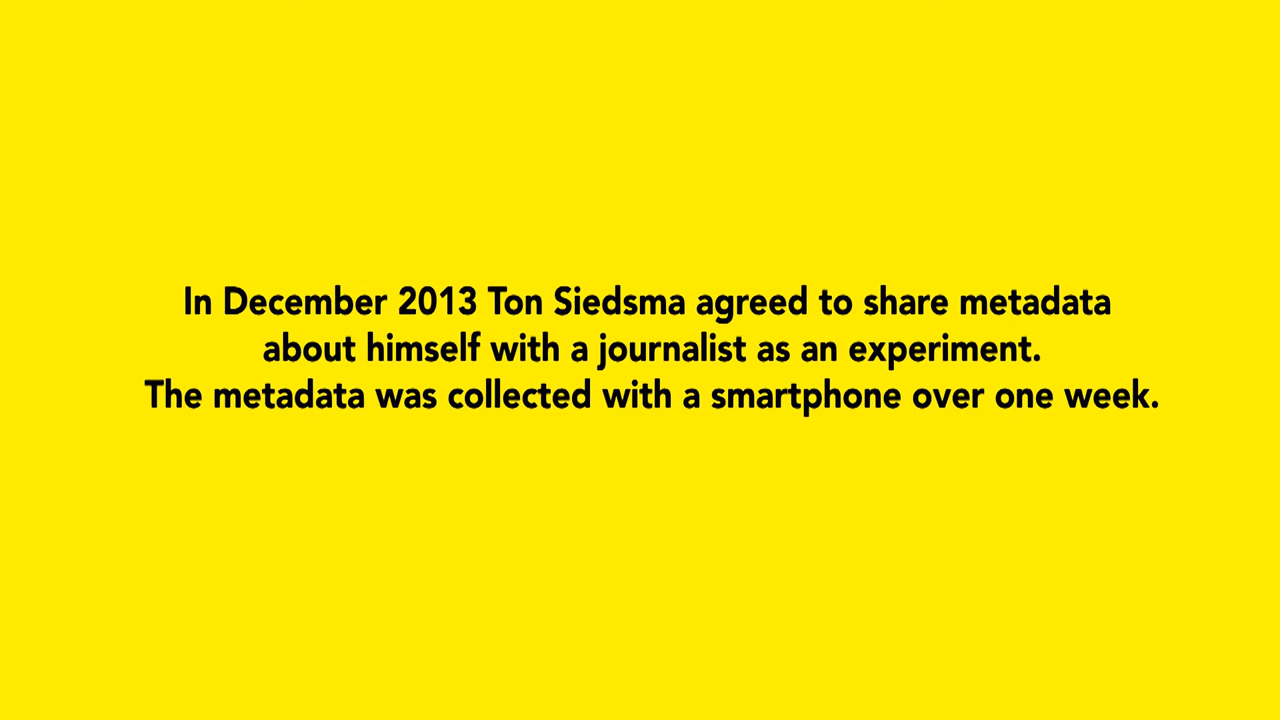 In December 2013 Ton Siedsma agreed to share metadata
about himself with a journalist as an experiment.
The metadata was collected with a smartphone over one week.